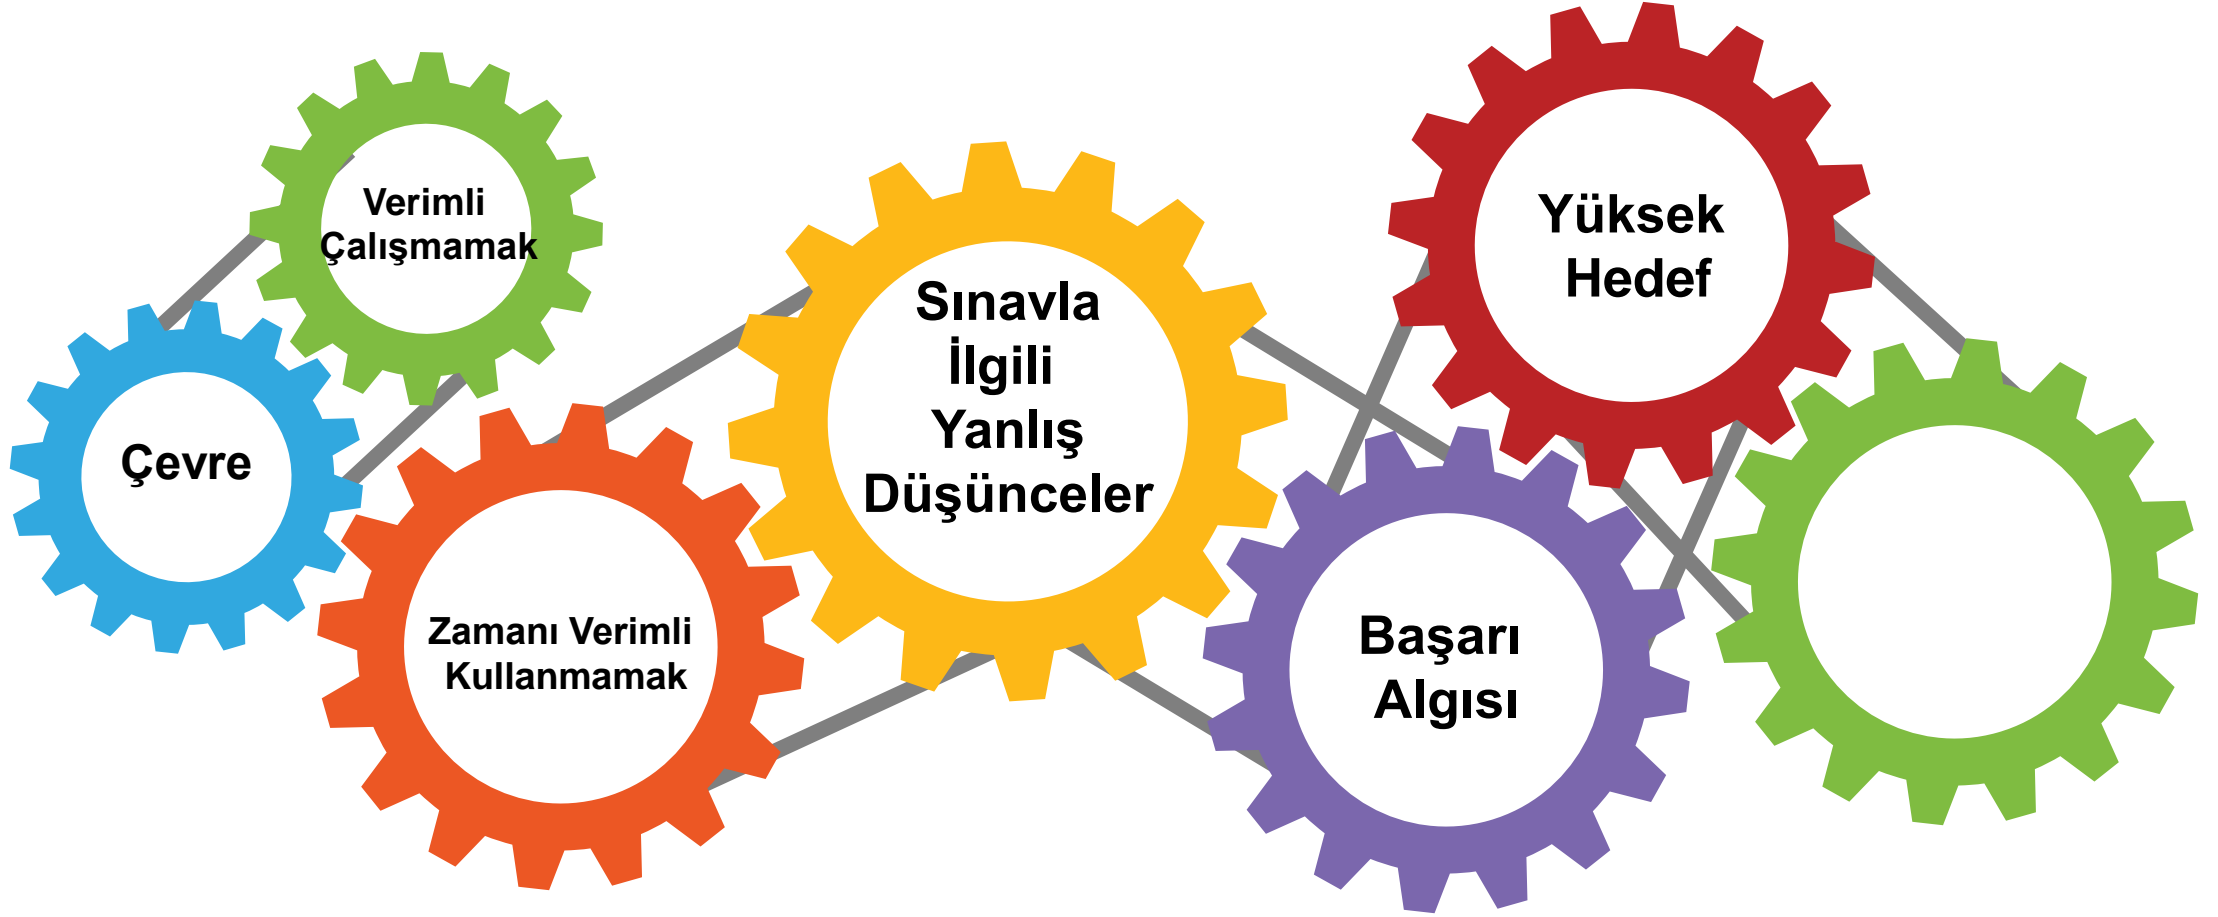 Verimli
Çalışmamak
Çevre
Zamanı Verimli
Kullanmamak
Sınavla
İlgili
Yanlış
Düşünceler
Yüksek
Hedef
Başarı
Algısı